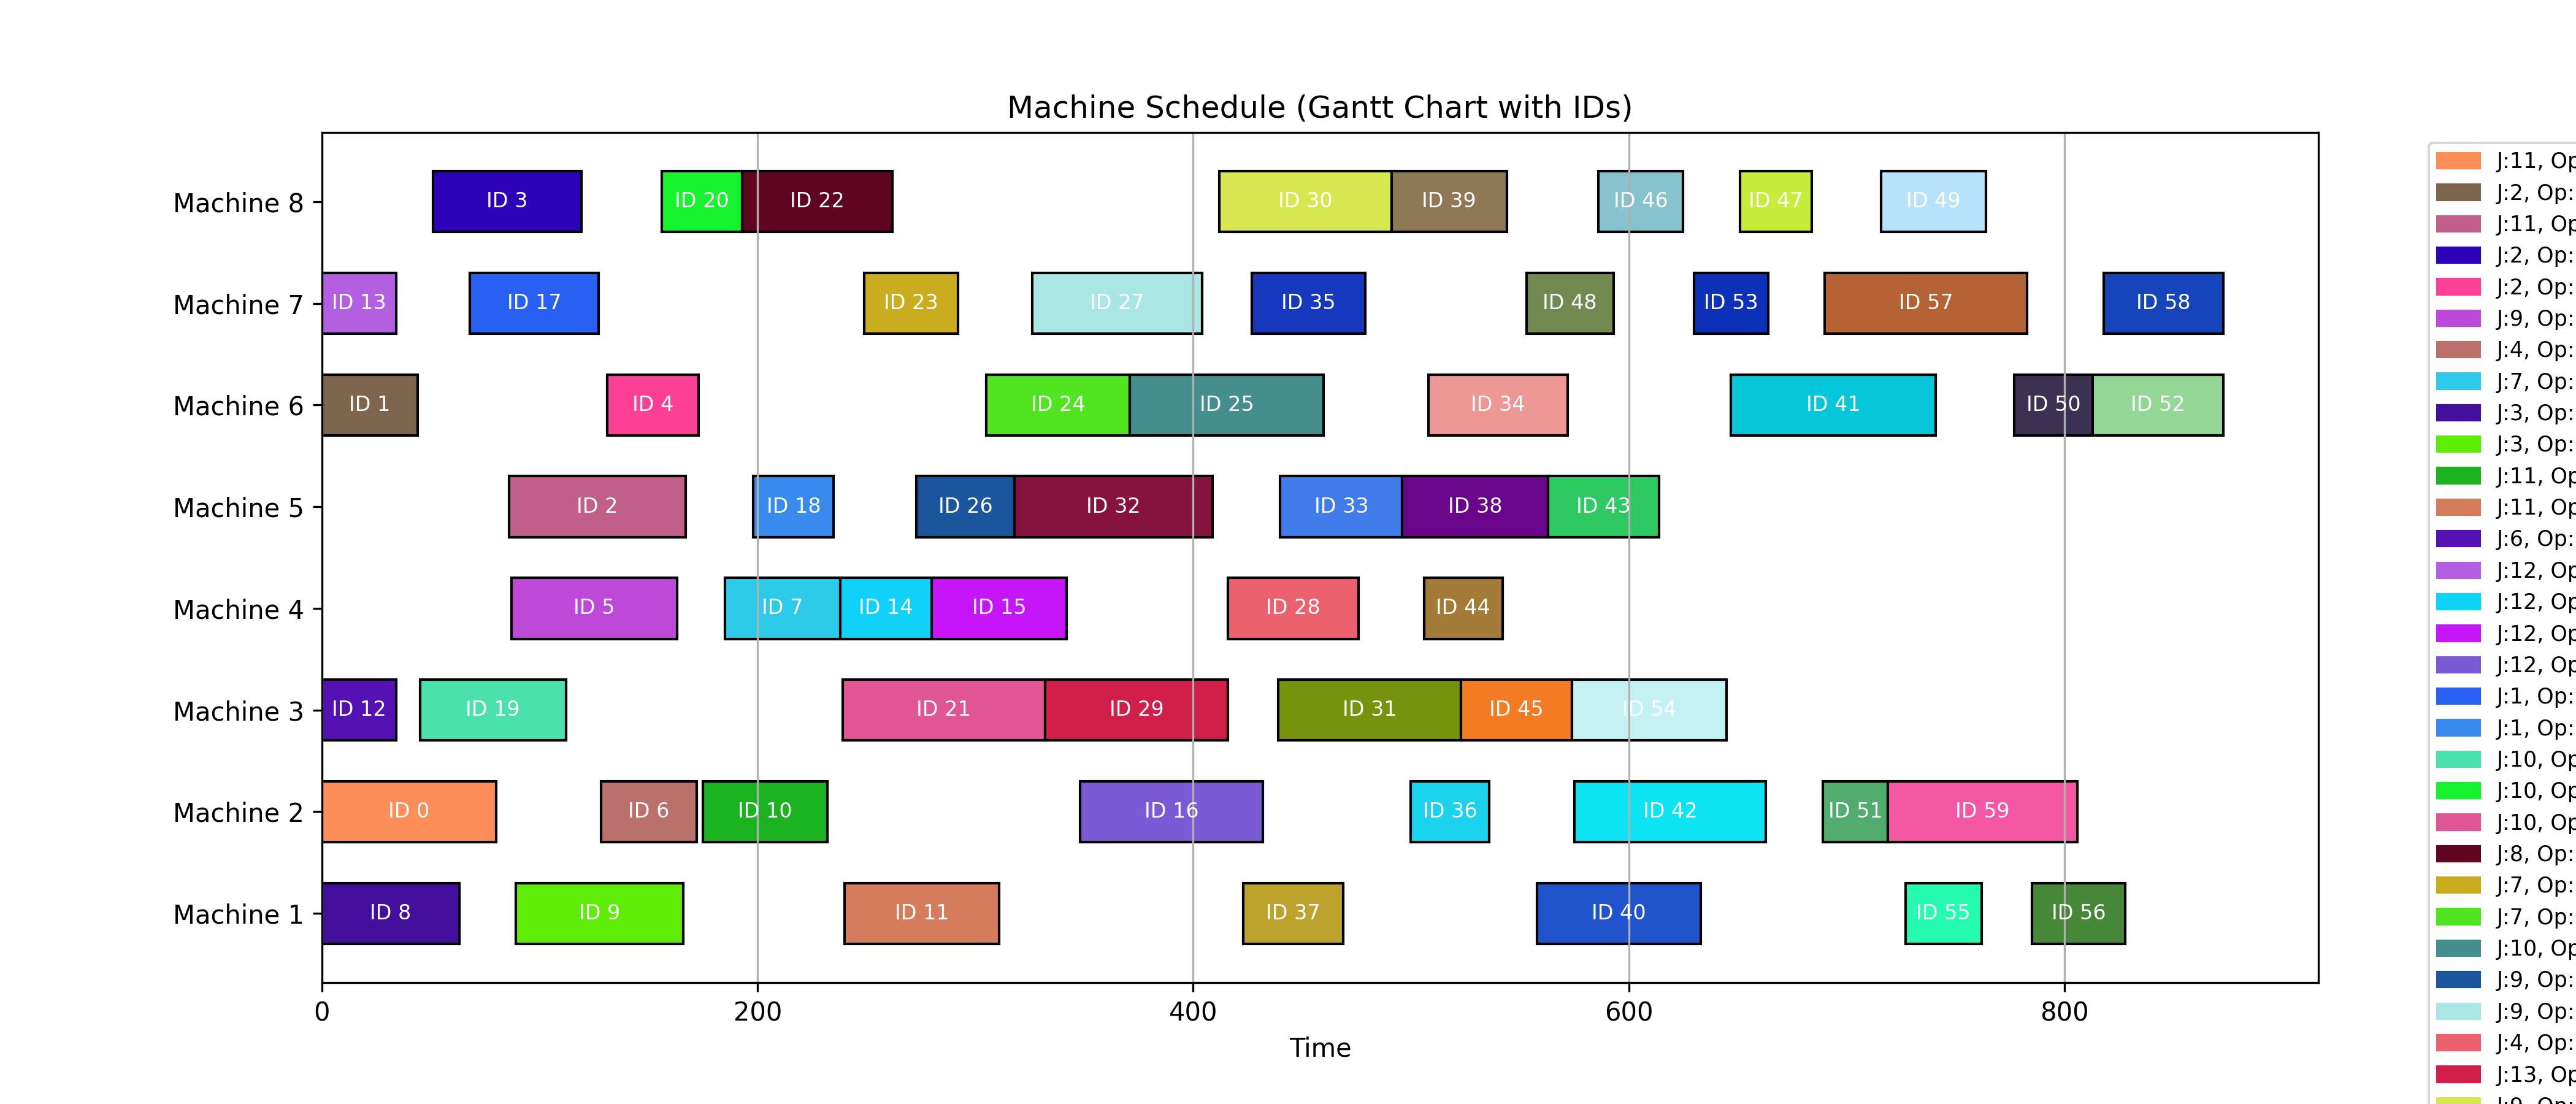 Machine Schedule (Gantt Chart with IDs)
Machine 8
ID 3
ID 20
ID 22
ID 30
ID 39
ID 46
ID 47
ID 49
Machine 7
ID 13
ID 17
ID 23
ID 27
ID 35
ID 48
ID 53
ID 57
ID 58
Machine 6
ID 1
ID 4
ID 24
ID 25
ID 34
ID 41
ID 50
ID 52
Machine 5
ID 2
ID 18
ID 26
ID 32
ID 33
ID 38
ID 43
Machine 4
ID 5
ID 7
ID 14
ID 15
ID 28
ID 44
Machine 3
ID 12
ID 19
ID 21
ID 29
ID 31
ID 45
ID 54
Machine 2
ID 0
ID 6
ID 10
ID 16
ID 36
ID 42
ID 51
ID 59
Machine 1
ID 8
ID 9
ID 11
ID 37
ID 40
ID 55
ID 56
0
200
400
600
800
Time
J:11, Op
J:2, Op:
J:11, Op
J:2, Op:
J:2, Op:
J:9, Op:
J:4, Op:
J:7, Op:
J:3, Op:
J:3, Op:
J:11, Op
J:11, Op
J:6, Op:
J:12, Op
J:12, Op
J:12, Op
J:12, Op
J:1, Op:
J:1, Op:
J:10, Op
J:10, Op
J:10, Op
J:8, Op:
J:7, Op:
J:7, Op:
J:10, Op
J:9, Op:
J:9, Op:
J:4, Op:
J:13, Op